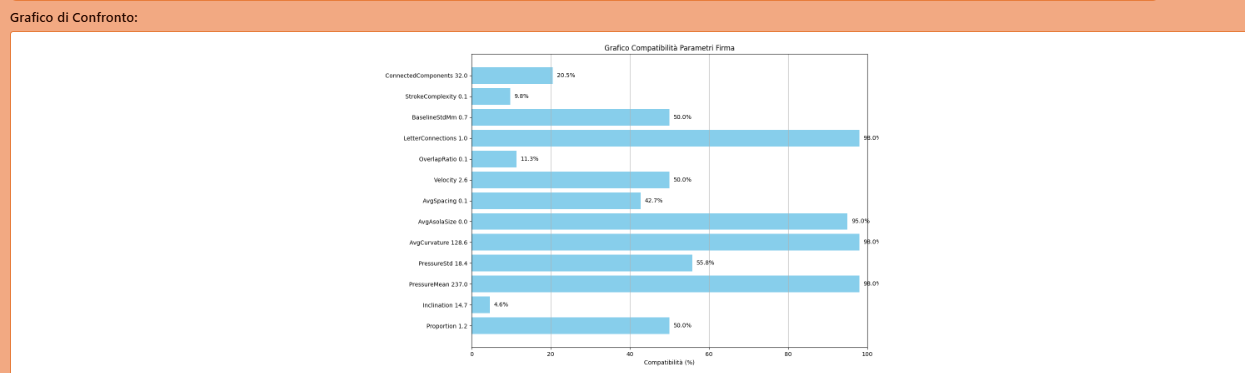 Grafico di Confronto:
Grafico Compatibilità Parametri Firma
ConnectedComponents 32.0
20.5%
StrokeComplexity 0.1
9.8%
BaselineStdMm 0.7
50.0%
LetterConnections 1.0
98.0%
OverlapRatio 0.1
11.3%
Velocity 2.6
50.0%
AvgSpacing 0.1
42.7%
AvgAsolaSize 0.0
95.0%
AvgCurvature 128.6
98.0%
PressureStd 18.4
55.8%
PressureMean 237.0
98.0%
Inclination 14.7
4.6%
Proportion 1.2
50.0%
0 20 40 60 80 100
Compatibilità (%)